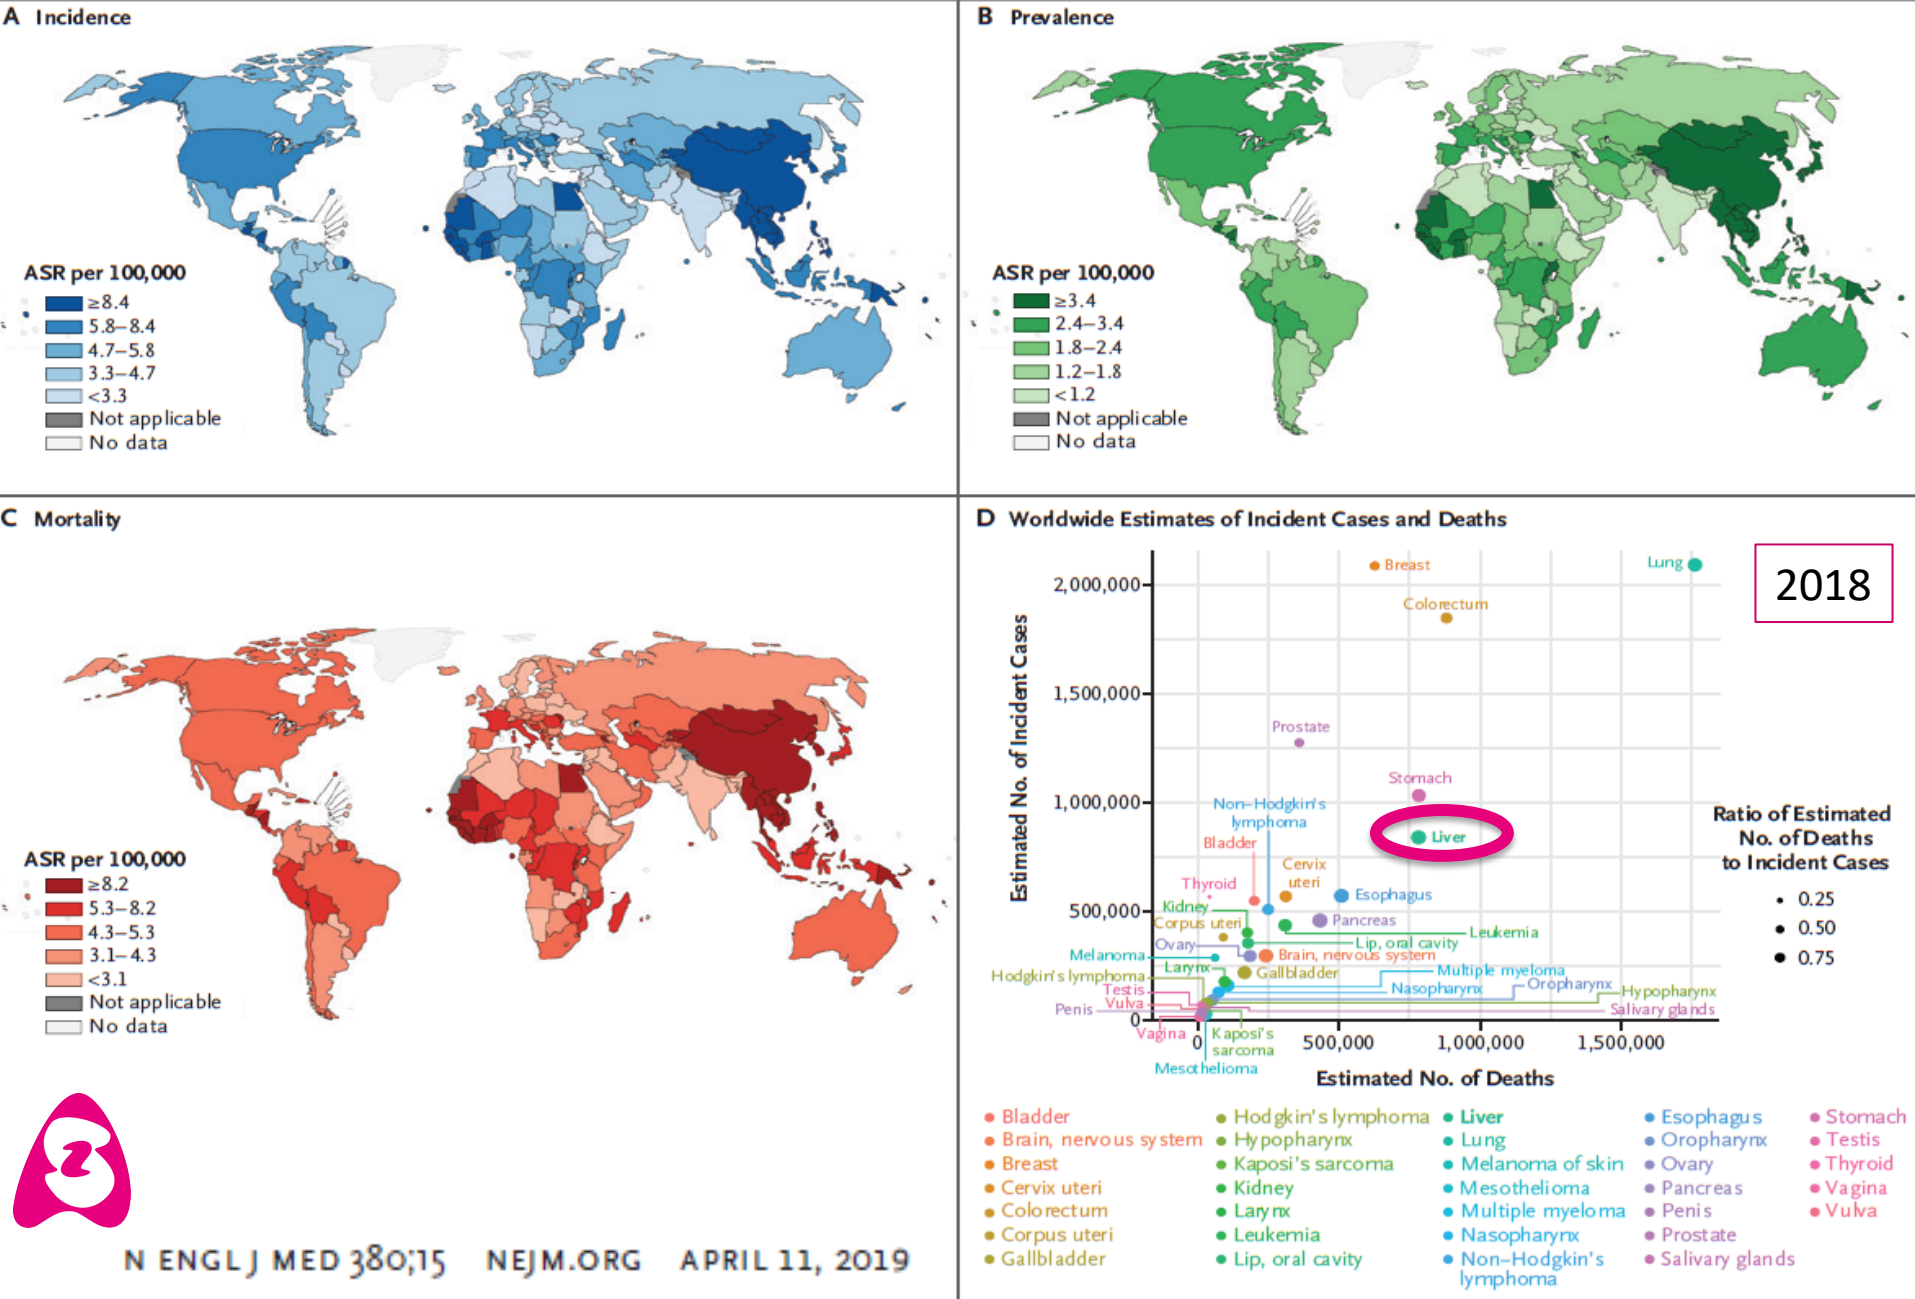 A Incidence
ASR per 100,000
≥8.4
5.8–8.4
4.7–5.8
3.3–4.7
<3.3
Not applicable
No data
B Prevalence
ASR per 100,000
≥3.4
2.4–3.4
1.8–2.4
1.2–1.8
<1.2
Not applicable
No data
C Mortality
ASR per 100,000
≥8.2
5.3–8.2
4.3–5.3
3.1–4.3
<3.1
Not applicable
No data
D Worldwide Estimates of Incident Cases and Deaths
2018
Estimated No. of Incident Cases
2,000,000
1,500,000
1,000,000
500,000
0
Breast
Lung
Colorectum
Prostate
Stomach
Non–Hodgkin's
lymphoma
Liver
Bladder
Cervix
uteri
Thyroid
Esophagus
Kidney
Pancreas
Corpus uteri
Leukemia
Lip, oral cavity
Ovary
Melanoma
Brain, nervous system
Larynx
Gallbladder
Multiple myeloma
Hodgkin's lymphoma
Nasopharynx
Oropharynx
Hypopharynx
Testis
Vulva
Penis
Salivary glands
Vagina
Kaposi's
sarcoma
Mesothelioma
0
500,000
1,000,000
1,500,000
Estimated No. of Deaths
Ratio of Estimated
No. of Deaths
to Incident Cases
0.25
0.50
0.75
Bladder
Brain, nervous system
Breast
Cervix uteri
Colorectum
Corpus uteri
Gallbladder
Hodgkin's lymphoma
Hypopharynx
Kaposi's sarcoma
Kidney
Larynx
Leukemia
Lip, oral cavity
Liver
Lung
Melanoma of skin
Mesothelioma
Multiple myeloma
Nasopharynx
Non–Hodgkin's
lymphoma
Esophagus
Oropharynx
Ovary
Pancreas
Penis
Prostate
Salivary glands
Stomach
Testis
Thyroid
Vagina
Vulva
N ENGL J MED 380;15 NEJM.ORG APRIL 11, 2019